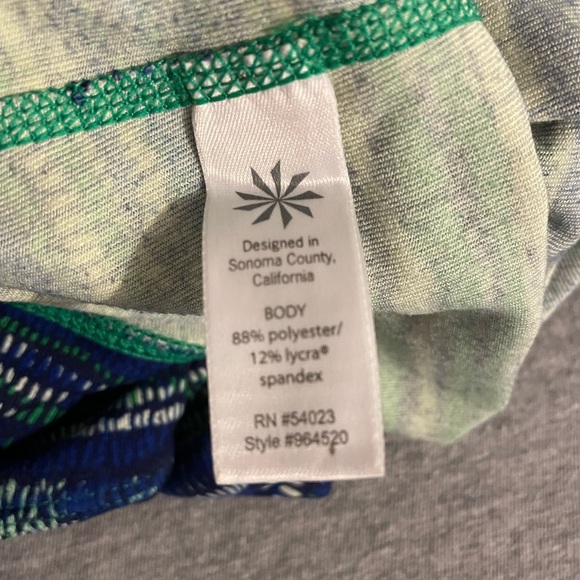 Designed in
Sonoma County,
California
BODY
88% polyester/
12% lycra®
spandex
RN #54023
Style #964520